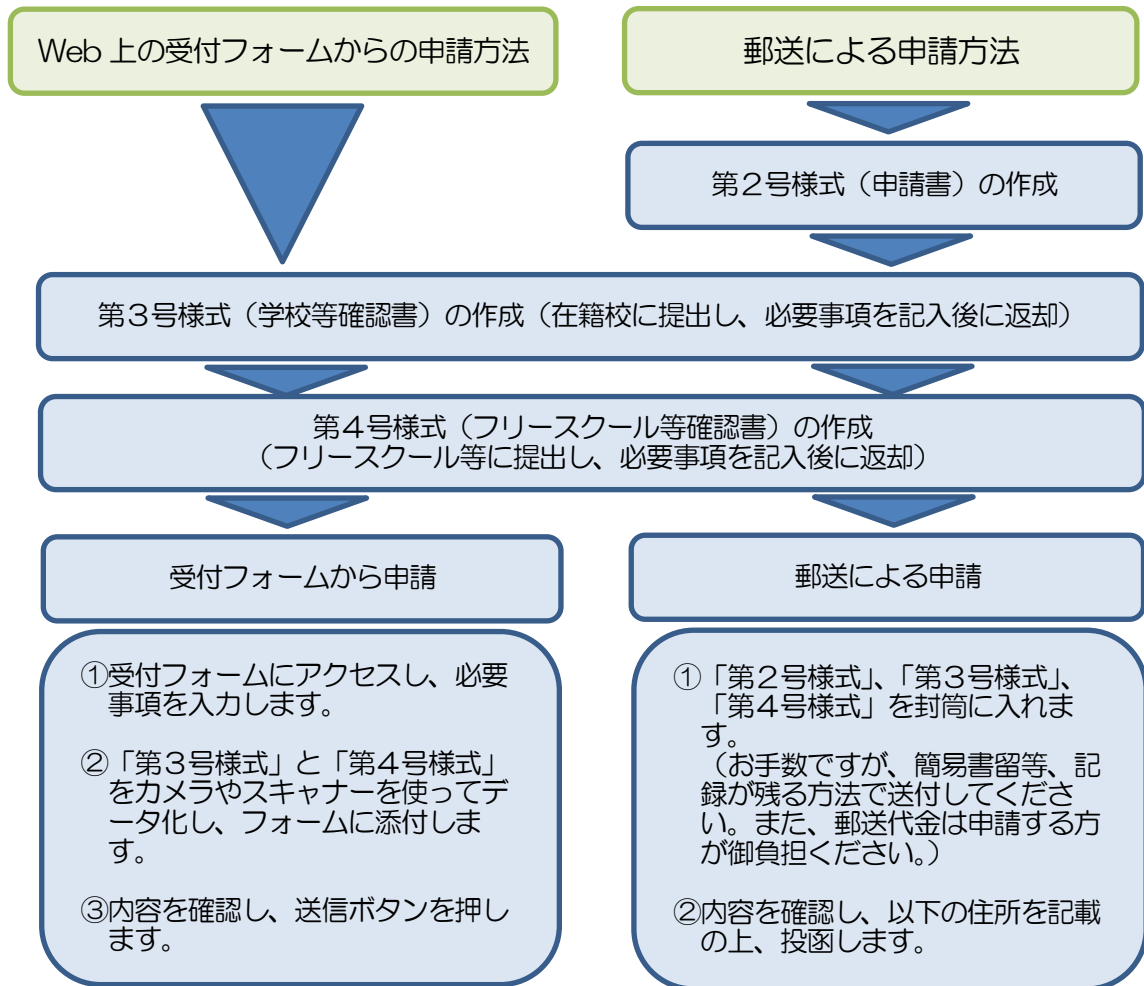 Web 上の受付フォームからの申請方法
郵送による申請方法
第２号様式（申請書）の作成
第３号様式（学校等確認書）の作成（在籍校に提出し、必要事項を記入後に返却）
第４号様式（フリースクール等確認書）の作成
（フリースクール等に提出し、必要事項を記入後に返却）
受付フォームから申請
①受付フォームにアクセスし、必要
事項を入力します。
②「第３号様式」と「第４号様式」
をカメラやスキャナーを使ってデ
ータ化し、フォームに添付しま
す。
③内容を確認し、送信ボタンを押し
ます。
郵送による申請
①「第２号様式」、「第３号様式」、
「第４号様式」を封筒に入れま
す。
（お手数ですが、簡易書留等、記
録が残る方法で送付してくださ
い。また、郵送代金は申請する方
が御負担ください。）
②内容を確認し、以下の住所を記載
の上、投函します。